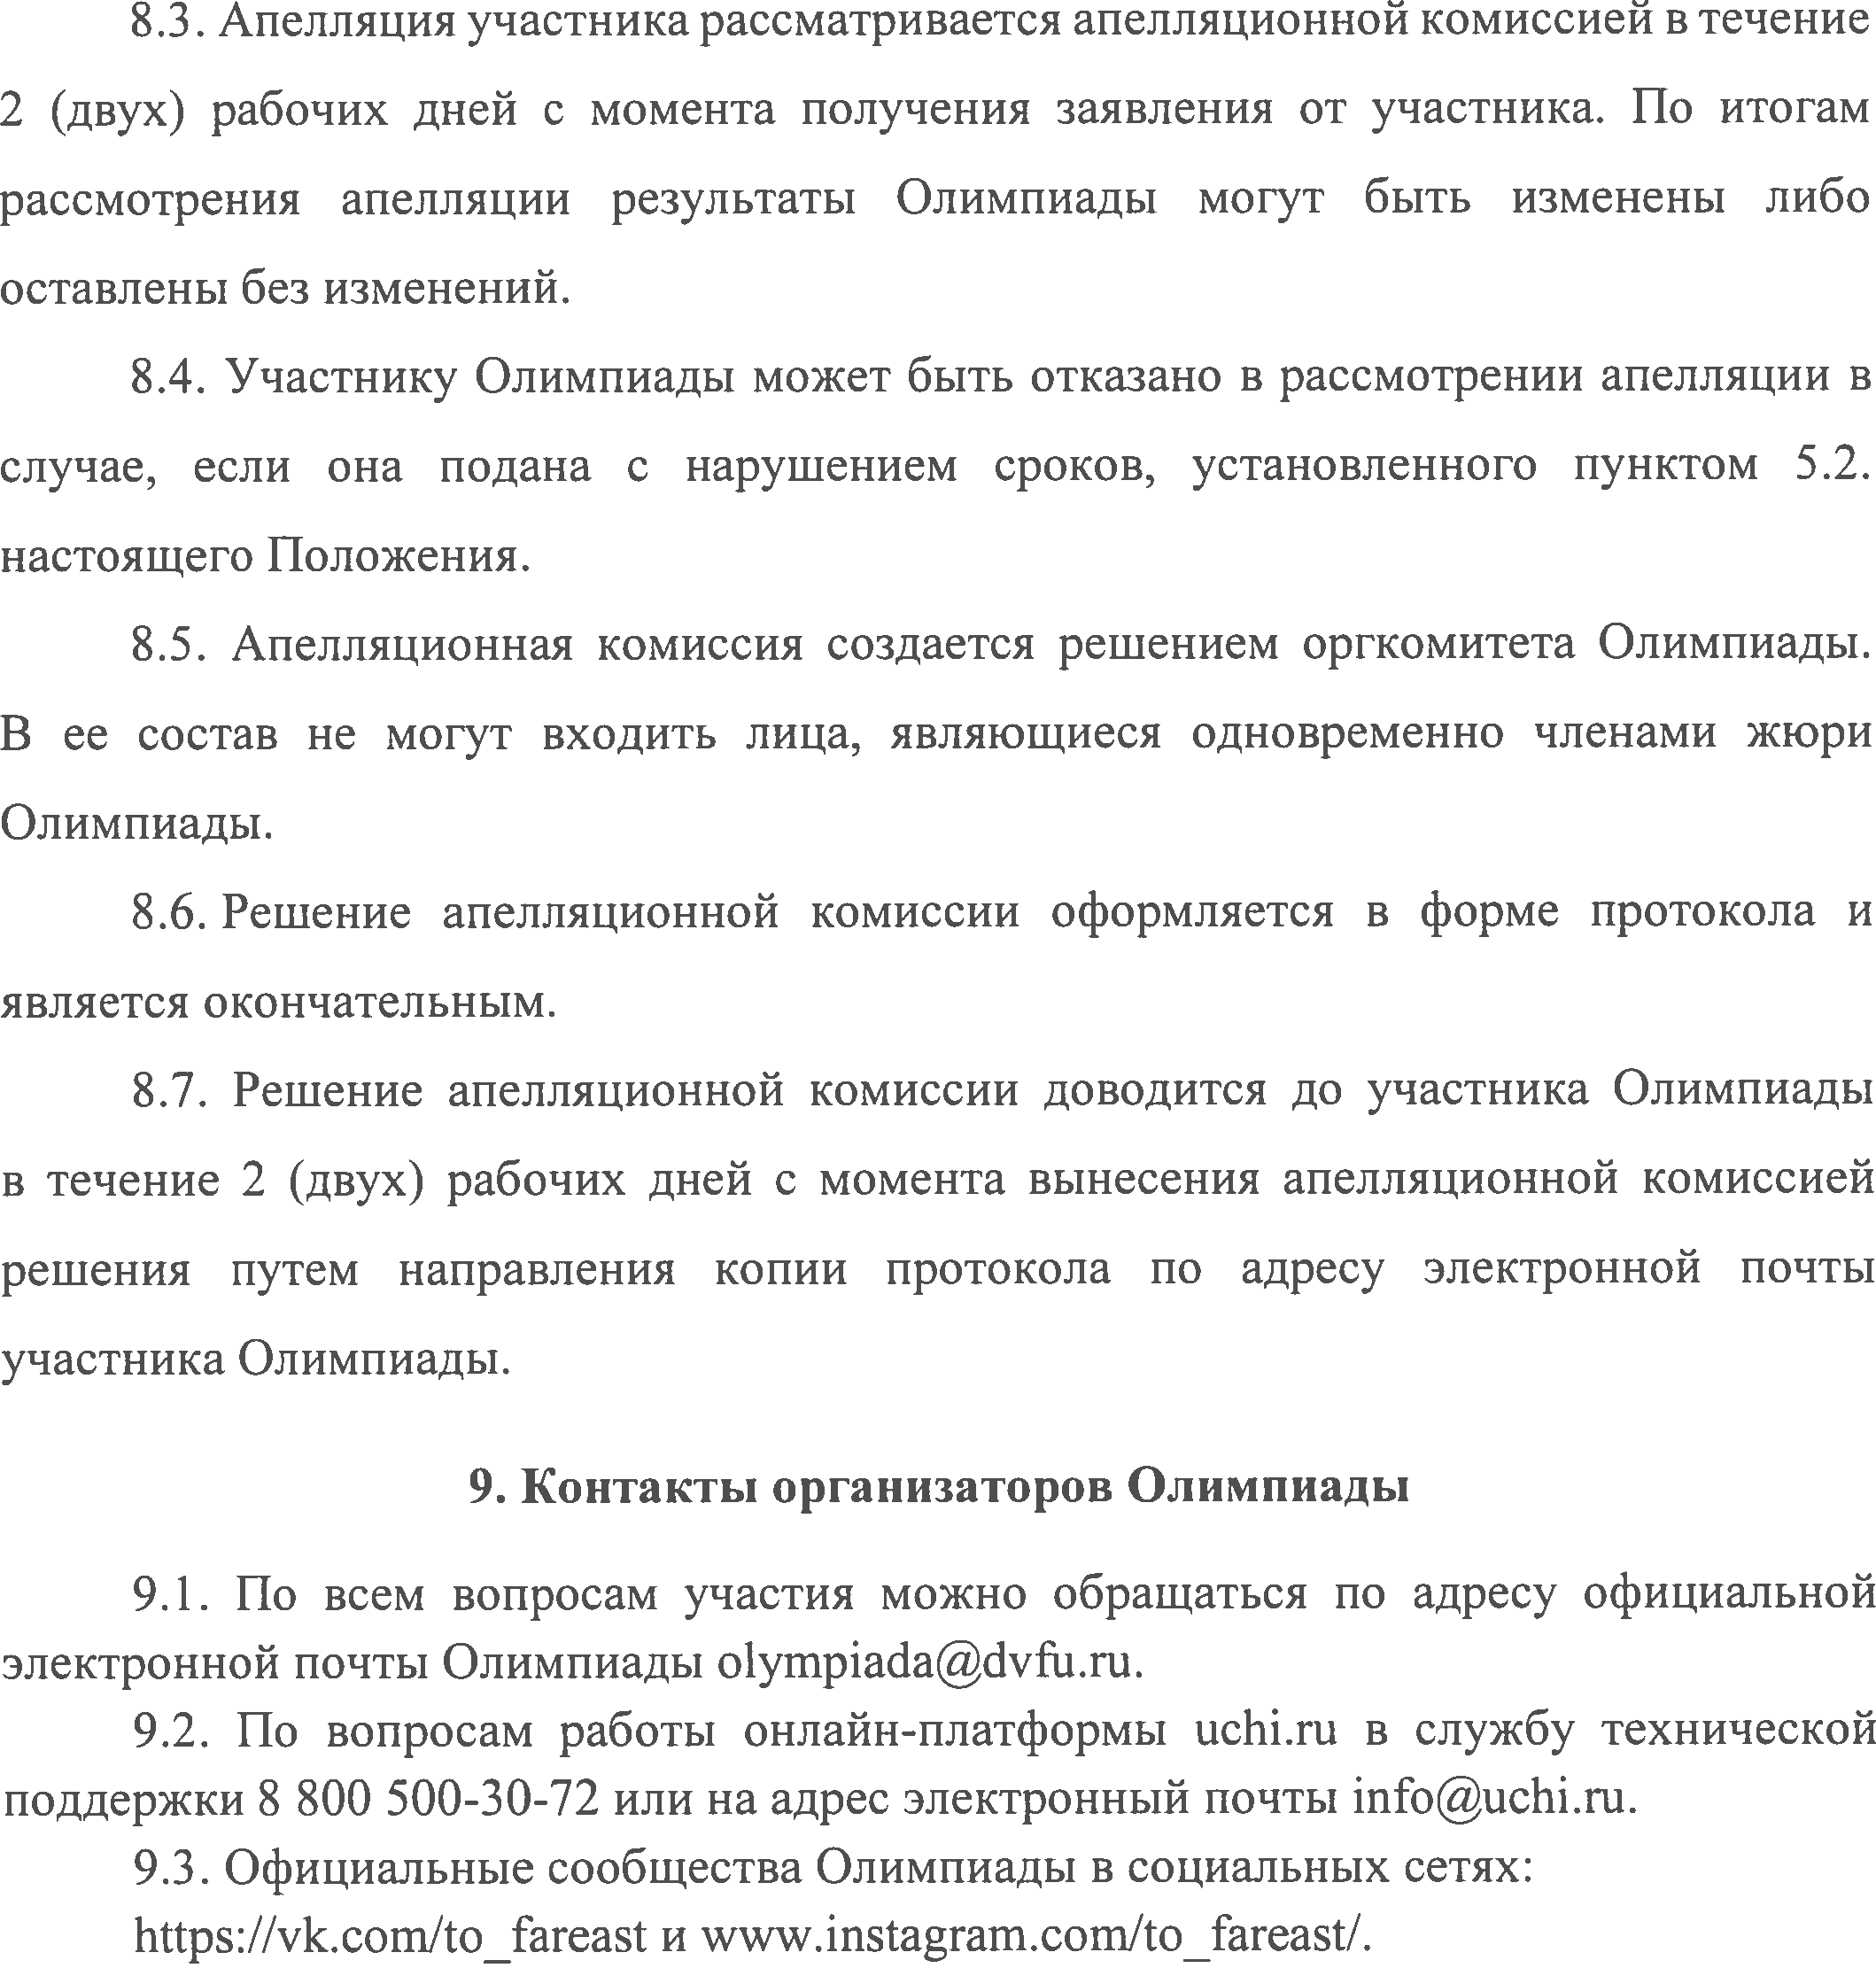 8.3. Апелляция участника рассматривается апелляционной комиссией в течение
2 (двух) рабочих дней с момента получения заявления от участника. По итогам
рассмотрения апелляции результаты Олимпиады могут быть изменены либо
оставлены без изменений.
8.4. Участнику Олимпиады может быть отказано в рассмотрении апелляции в
случае, если она подана с нарушением сроков, установленного пунктом 5.2.
настоящего Положения.
8.5. Апелляционная комиссия создается решением оргкомитета Олимпиады.
В ее состав не могут входить лица, являющиеся одновременно членами жюри
Олимпиады.
8.6. Решение апелляционной комиссии оформляется в форме протокола и
является окончательным.
8.7. Решение апелляционной комиссии доводится до участника Олимпиады
в течение 2 (двух) рабочих дней с момента вынесения апелляционной комиссией
решения путем направления копии протокола по адресу электронной почты
участника Олимпиады.
9. Контакты организаторов Олимпиады
9.1. По всем вопросам участия можно обращаться по адресу официальной
электронной почты Олимпиады olympiada@dvfu.ru.
9.2. По вопросам работы онлайн-платформы uchi.ru в службу технической
поддержки 8 800 500-30-72 или на адрес электронный почты info@uchi.ru.
9.3. Официальные сообщества Олимпиады в социальных сетях:
https://vk.com/to_fareast и www.instagram.com/to_fareast/.